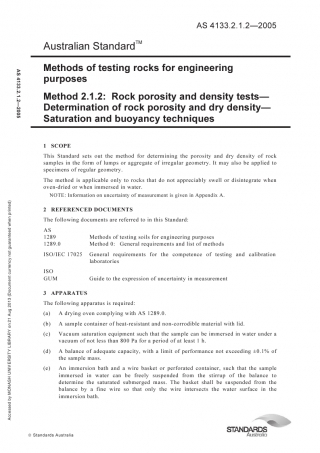 AS 4133.2.1.2—2005
Australian Standard™
Methods of testing rocks for engineering
purposes
Method 2.1.2: Rock porosity and density tests—
Determination of rock porosity and dry density—
Saturation and buoyancy techniques
1 SCOPE
This Standard sets out the method for determining the porosity and dry density of rock
samples in the form of lumps or aggregate of irregular geometry. It may also be applied to
specimens of regular geometry.
The method is applicable only to rocks that do not appreciably swell or disintegrate when
oven-dried or when immersed in water.
NOTE: Information on uncertainty of measurement is given in Appendix A.
2 REFERENCED DOCUMENTS
The following documents are referred to in this Standard:
AS
1289 Methods of testing soils for engineering purposes
1289.0 Method 0: General requirements and list of methods
ISO/IEC 17025 General requirements for the competence of testing and calibration
laboratories
ISO
GUM Guide to the expression of uncertainty in measurement
3 APPARATUS
The following apparatus is required:
(a) A drying oven complying with AS 1289.0.
(b) A sample container of heat-resistant and non-corrodible material with lid.
(c) Vacuum saturation equipment such that the sample can be immersed in water under a
vacuum of not less than 800 Pa for a period of at least 1 h.
(d) A balance of adequate capacity, with a limit of performance not exceeding ±0.1% of
the sample mass.
(e) An immersion bath and a wire basket or perforated container, such that the sample
immersed in water can be freely suspended from the stirrup of the balance to
determine the saturated submerged mass. The basket shall be suspended from the
balance by a fine wire so that only the wire intersects the water surface in the
immersion bath.
© Standards Australia
STANDARDS
Australia
AS 4133.2.1.2—2005
Accessed by MONASH UNIVERSITY LIBRARY on 21 Aug 2013 (Document currency not guaranteed when printed)